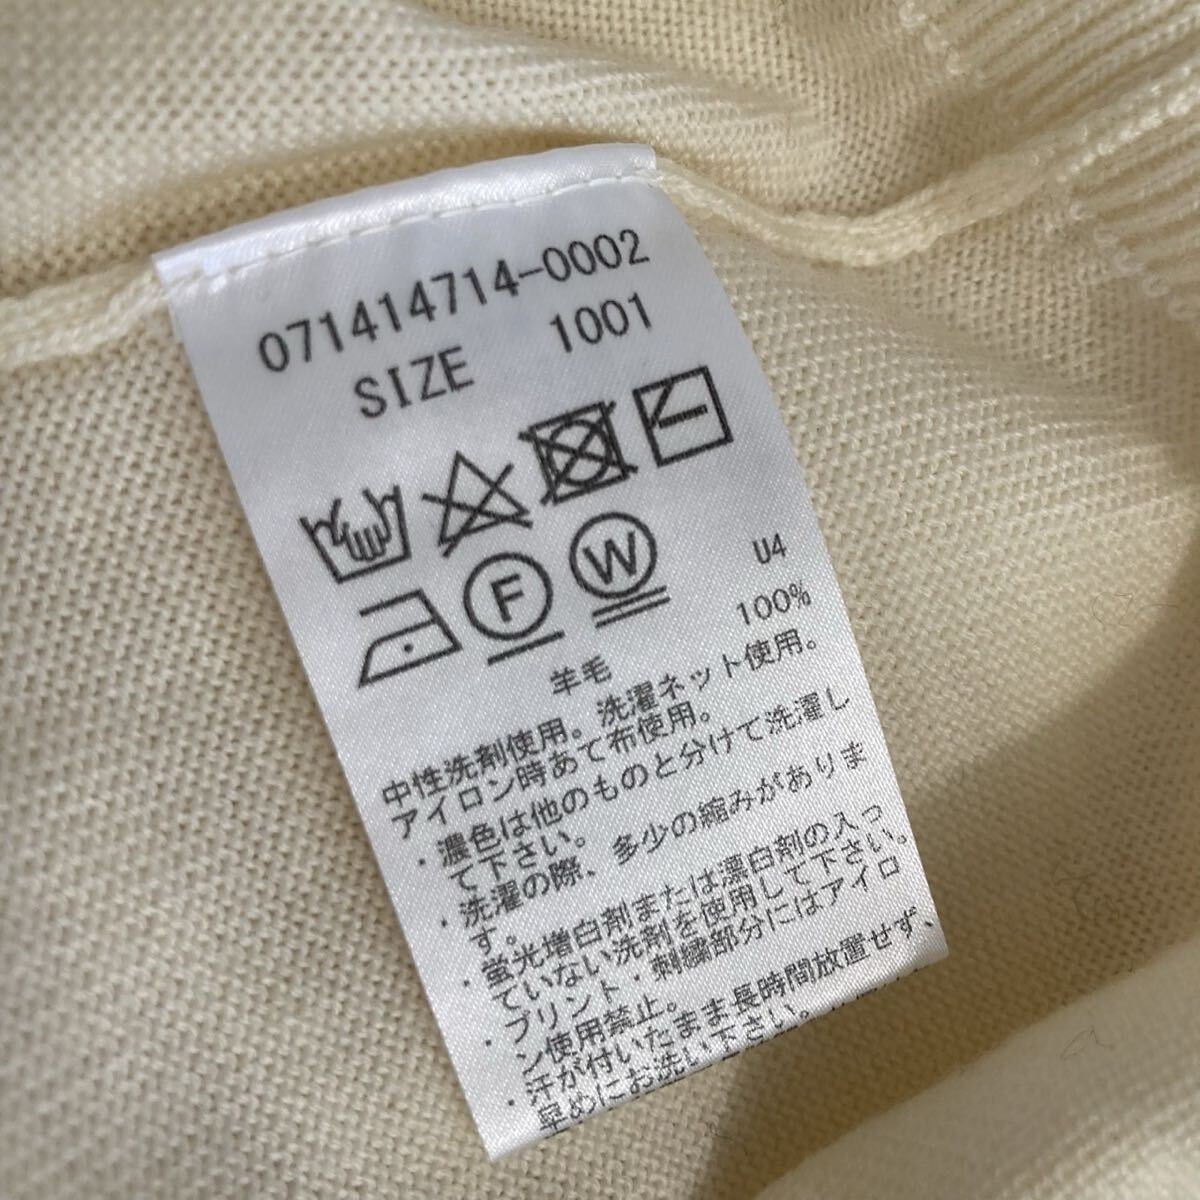 071414714-0002
SIZE 1001
F W
U4
羊毛 100%
中性洗剤使用。洗濯ネット使用。
アイロン時あて布使用。
・濃色は他のものと分けて洗濯し
て下さい。
・洗濯の際、多少の縮みがありま
す。
・蛍光増白剤または漂白剤の入っ
ていない洗剤を使用して下さい。
・プリント・刺繍部分にはアイロ
ン使用禁止。
・汗が付いたまま長時間放置せず、
早めにお洗い下さい。